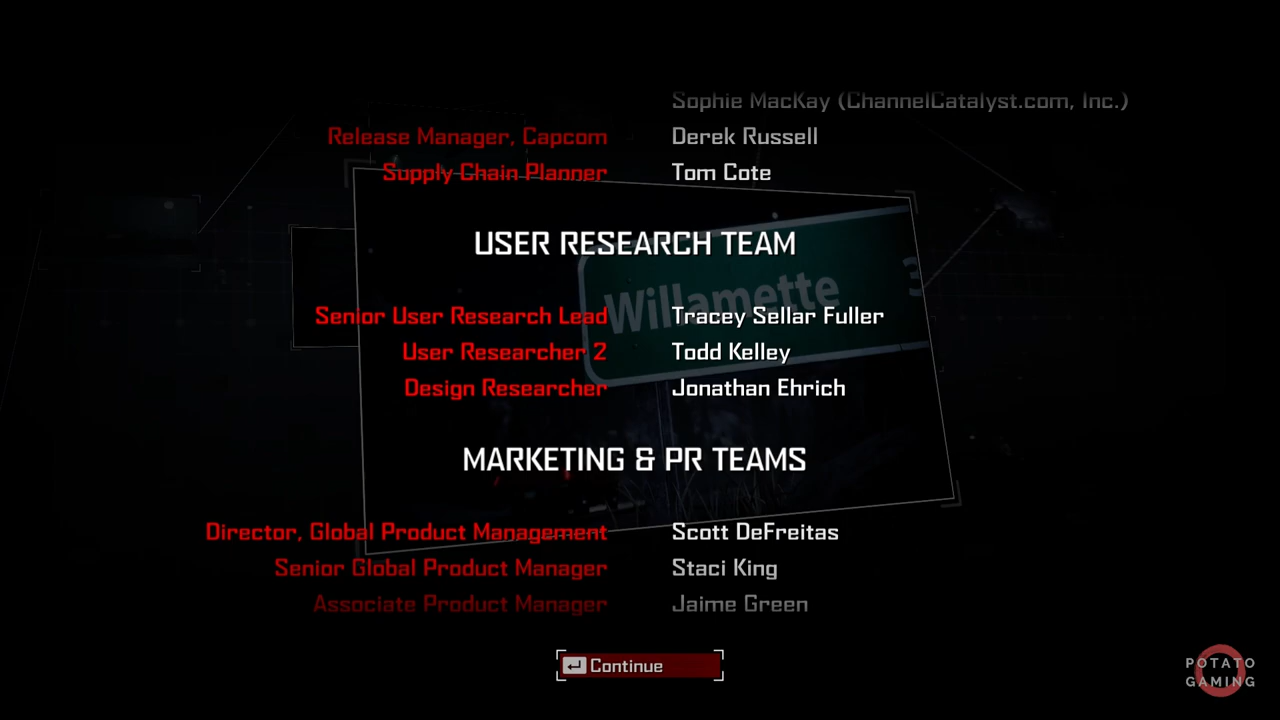 Sophie MacKay (ChannelCatalyst.com, Inc.)
Release Manager, Capcom Derek Russell
Supply Chain Planner Tom Cote
USER RESEARCH TEAM
Willamette 3
Senior User Research Lead Tracey Sellar Fuller
User Researcher 2 Todd Kelley
Design Researcher Jonathan Ehrich
MARKETING & PR TEAMS
Director, Global Product Management Scott DeFreitas
Senior Global Product Manager Staci King
Associate Product Manager Jaime Green
Continue
POTATO
GAMING